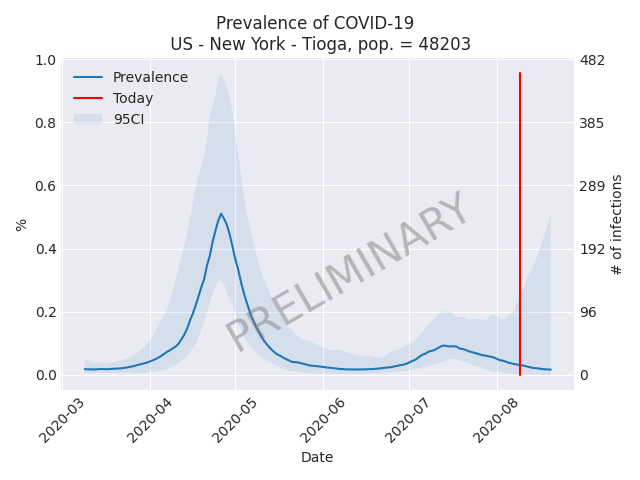 Prevalence of COVID-19
US - New York - Tioga, pop. = 48203
Prevalence
Today
95CI
1.0
0.8
0.6
0.4
0.2
0.0
%
482
385
289
192
96
0
# of infections
PRELIMINARY
2020-03
2020-04
2020-05
2020-06
2020-07
2020-08
Date